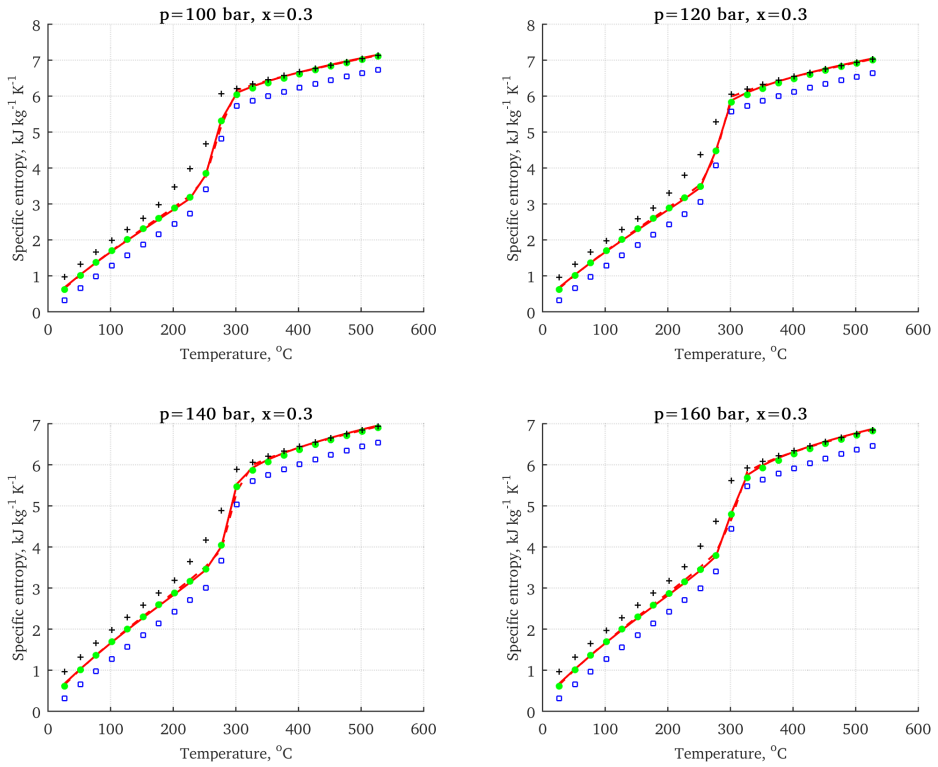 p=100 bar, x=0.3
8
7
6
5
4
3
2
1
0
Specific entropy, kJ kg-1 K-1
0 100 200 300 400 500 600
Temperature, oC
p=120 bar, x=0.3
8
7
6
5
4
3
2
1
0
Specific entropy, kJ kg-1 K-1
0 100 200 300 400 500 600
Temperature, oC
p=140 bar, x=0.3
7
6
5
4
3
2
1
0
Specific entropy, kJ kg-1 K-1
0 100 200 300 400 500 600
Temperature, oC
p=160 bar, x=0.3
7
6
5
4
3
2
1
0
Specific entropy, kJ kg-1 K-1
0 100 200 300 400 500 600
Temperature, oC